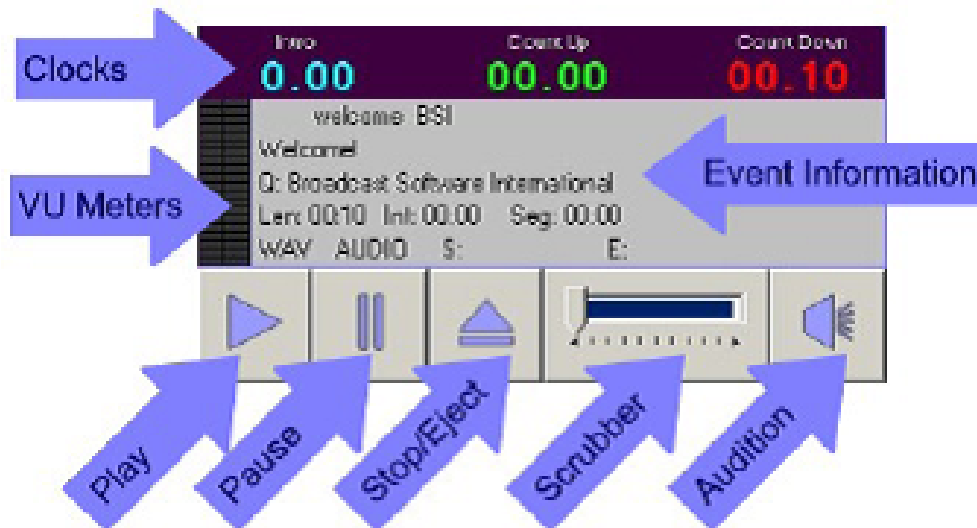 Intro Count Up Count Down
Clocks 0.00 00.00 00.10
welcome BSI
Welcome!
Event Information
Q: Broadcast Software International
VU Meters
Len: 00:10 Int: 00:00 Seg: 00:00
WAV AUDIO S: E:
Play Pause Stop/Eject Scrubber Audition